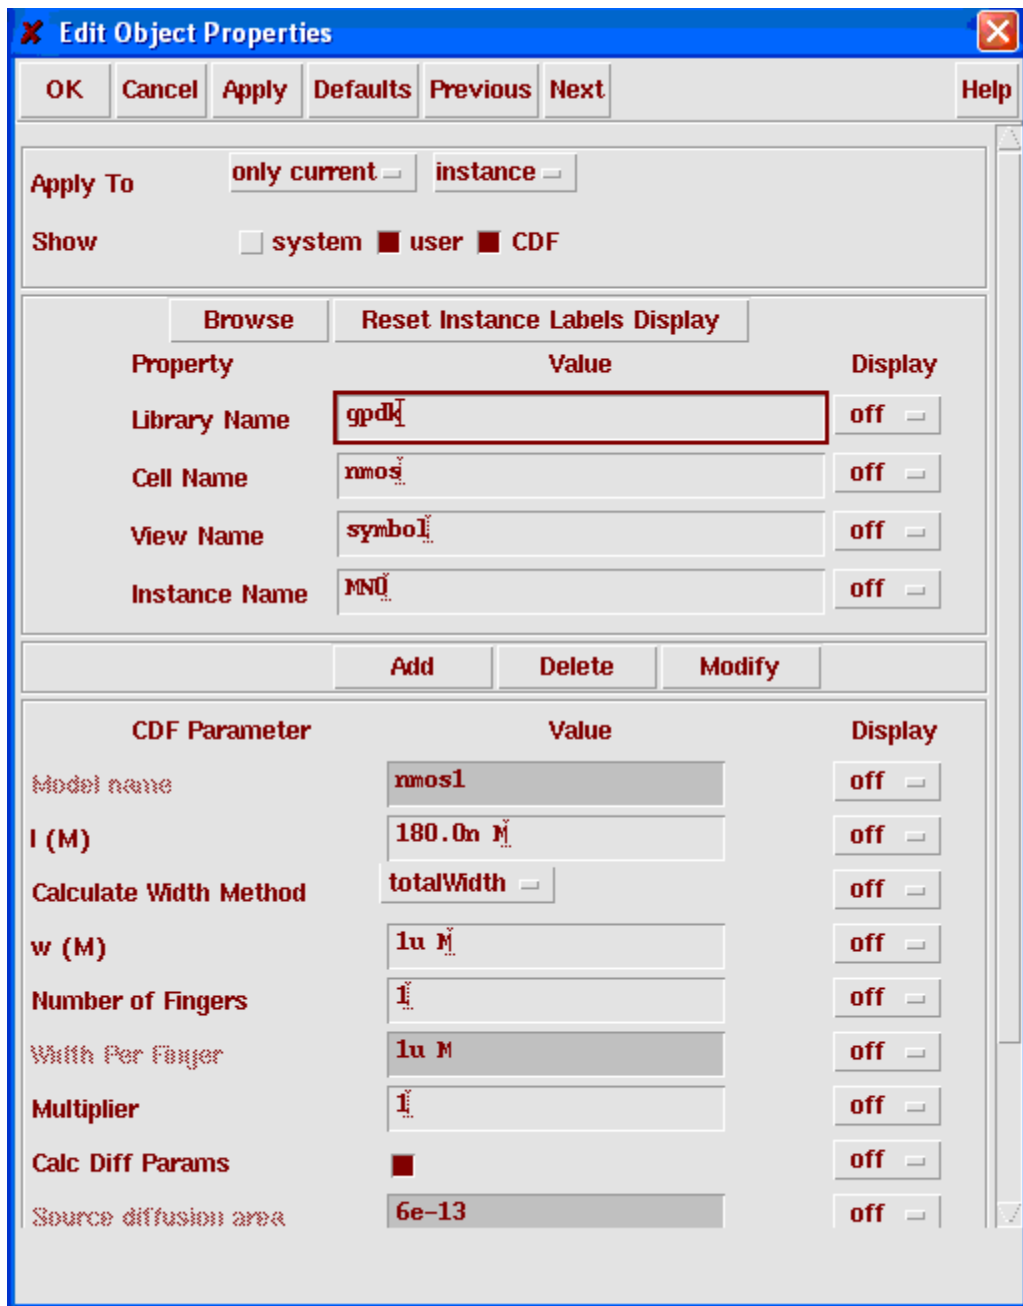 Edit Object Properties
OK Cancel Apply Defaults Previous Next Help
Apply To only current instance
Show system user CDF
Browse Reset Instance Labels Display
Property Value Display
Library Name gpdk off
Cell Name nmos off
View Name symbol off
Instance Name MN0 off
Add Delete Modify
CDF Parameter Value Display
Model name nmos1 off
l (M) 180.0n M off
Calculate Width Method totalWidth off
w (M) 1u M off
Number of Fingers 1 off
Width Per Finger 1u M off
Multiplier 1 off
Calc Diff Params off
Source diffusion area 6e-13 off